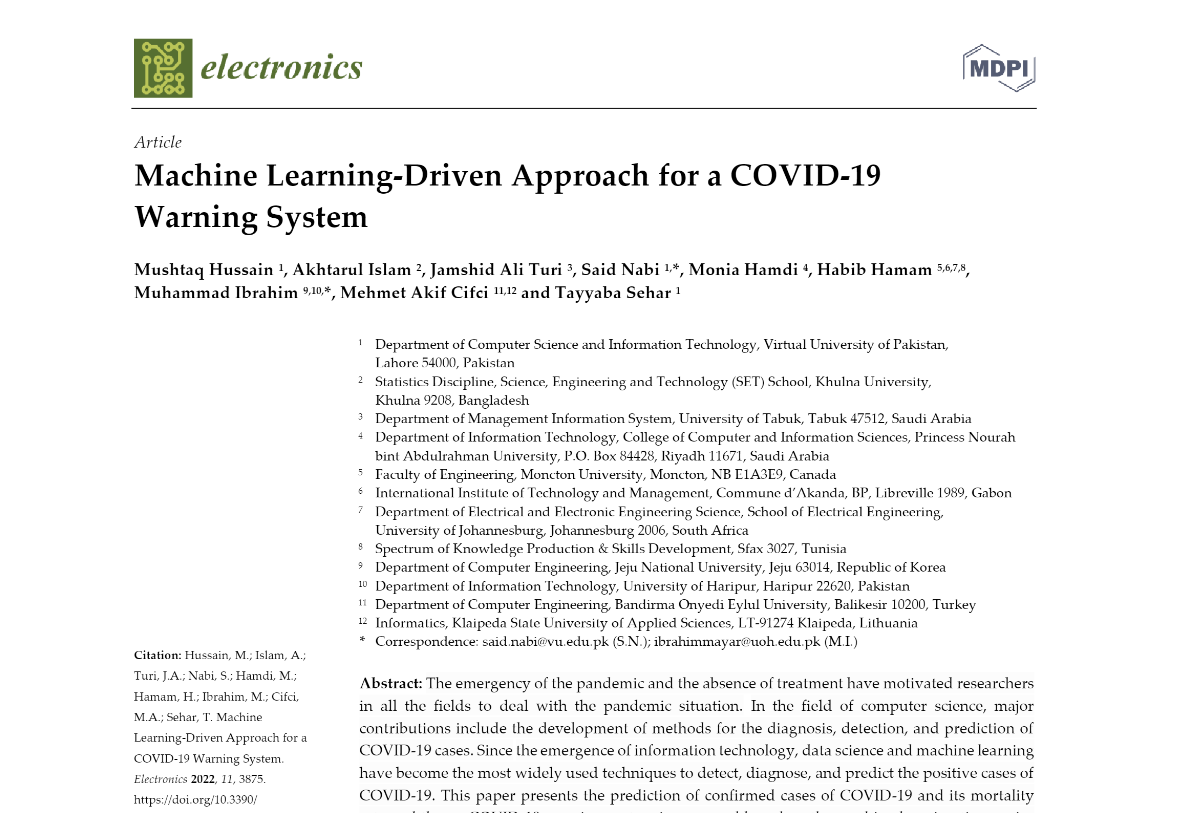 electronics
MDPI
Article
Machine Learning-Driven Approach for a COVID-19
Warning System
Mushtaq Hussain 1, Akhtarul Islam 2, Jamshid Ali Turi 3, Said Nabi 1,*, Monia Hamdi 4, Habib Hamam 5,6,7,8,
Muhammad Ibrahim 9,10,*, Mehmet Akif Cifci 11,12 and Tayyaba Sehar 1
1 Department of Computer Science and Information Technology, Virtual University of Pakistan,
Lahore 54000, Pakistan
2 Statistics Discipline, Science, Engineering and Technology (SET) School, Khulna University,
Khulna 9208, Bangladesh
3 Department of Management Information System, University of Tabuk, Tabuk 47512, Saudi Arabia
4 Department of Information Technology, College of Computer and Information Sciences, Princess Nourah
bint Abdulrahman University, P.O. Box 84428, Riyadh 11671, Saudi Arabia
5 Faculty of Engineering, Moncton University, Moncton, NB E1A3E9, Canada
6 International Institute of Technology and Management, Commune d'Akanda, BP, Libreville 1989, Gabon
7 Department of Electrical and Electronic Engineering Science, School of Electrical Engineering,
University of Johannesburg, Johannesburg 2006, South Africa
8 Spectrum of Knowledge Production & Skills Development, Sfax 3027, Tunisia
9 Department of Computer Engineering, Jeju National University, Jeju 63014, Republic of Korea
10 Department of Information Technology, University of Haripur, Haripur 22620, Pakistan
11 Department of Computer Engineering, Bandirma Onyedi Eylul University, Balikesir 10200, Turkey
12 Informatics, Klaipeda State University of Applied Sciences, LT-91274 Klaipeda, Lithuania
* Correspondence: said.nabi@vu.edu.pk (S.N.); ibrahimmayar@uoh.edu.pk (M.I.)
Citation: Hussain, M.; Islam, A.;
Turi, J.A.; Nabi, S.; Hamdi, M.;
Hamam, H.; Ibrahim, M.; Cifci,
M.A.; Sehar, T. Machine
Learning-Driven Approach for a
COVID-19 Warning System.
Electronics 2022, 11, 3875.
https://doi.org/10.3390/
Abstract: The emergency of the pandemic and the absence of treatment have motivated researchers
in all the fields to deal with the pandemic situation. In the field of computer science, major
contributions include the development of methods for the diagnosis, detection, and prediction of
COVID-19 cases. Since the emergence of information technology, data science and machine learning
have become the most widely used techniques to detect, diagnose, and predict the positive cases of
COVID-19. This paper presents the prediction of confirmed cases of COVID-19 and its mortality